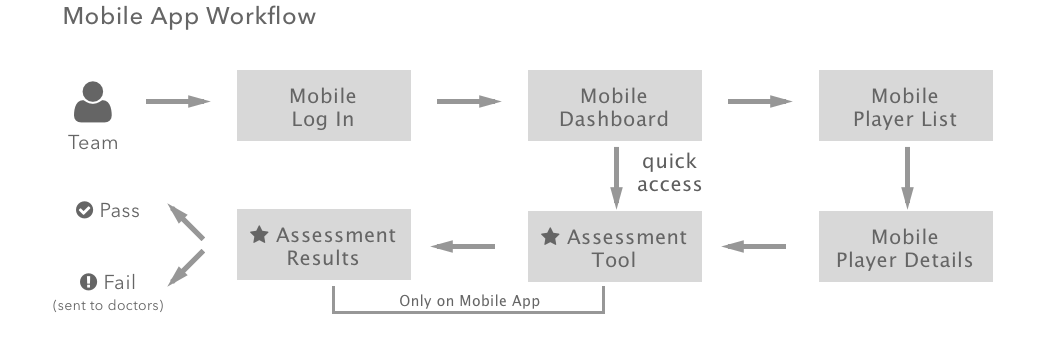 Mobile App Workflow
Team
Mobile
Log In
Mobile
Dashboard
Mobile
Player List
quick
access
Pass
Fail
(sent to doctors)
Assessment
Results
Assessment
Tool
Mobile
Player Details
Only on Mobile App